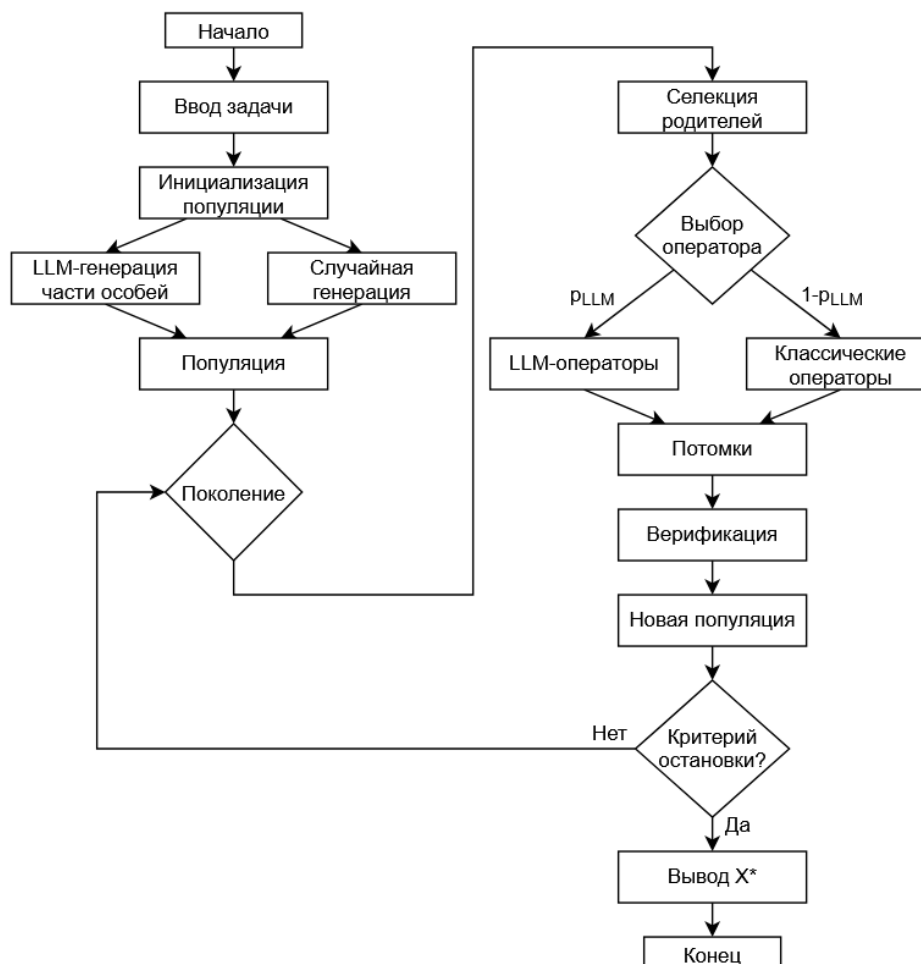 Начало
Ввод задачи
Инициализация
популяции
LLM-генерация
части особей
Случайная
генерация
Популяция
Поколение
Селекция
родителей
Выбор
оператора
pLLM
1-pLLM
LLM-операторы
Классические
операторы
Потомки
Верификация
Новая популяция
Критерий
остановки?
Нет
Да
Вывод X*
Конец